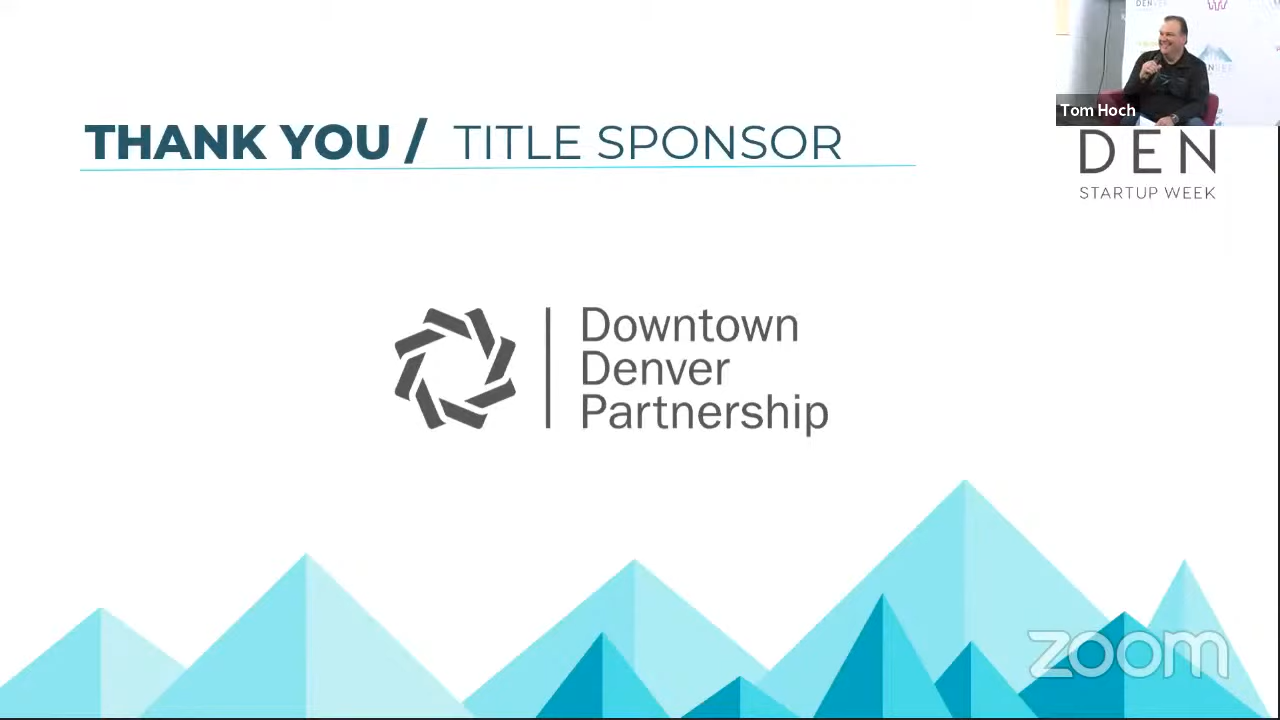 THANK YOU / TITLE SPONSOR
Tom Hoch
DEN
STARTUP WEEK
Downtown
Denver
Partnership
zoom